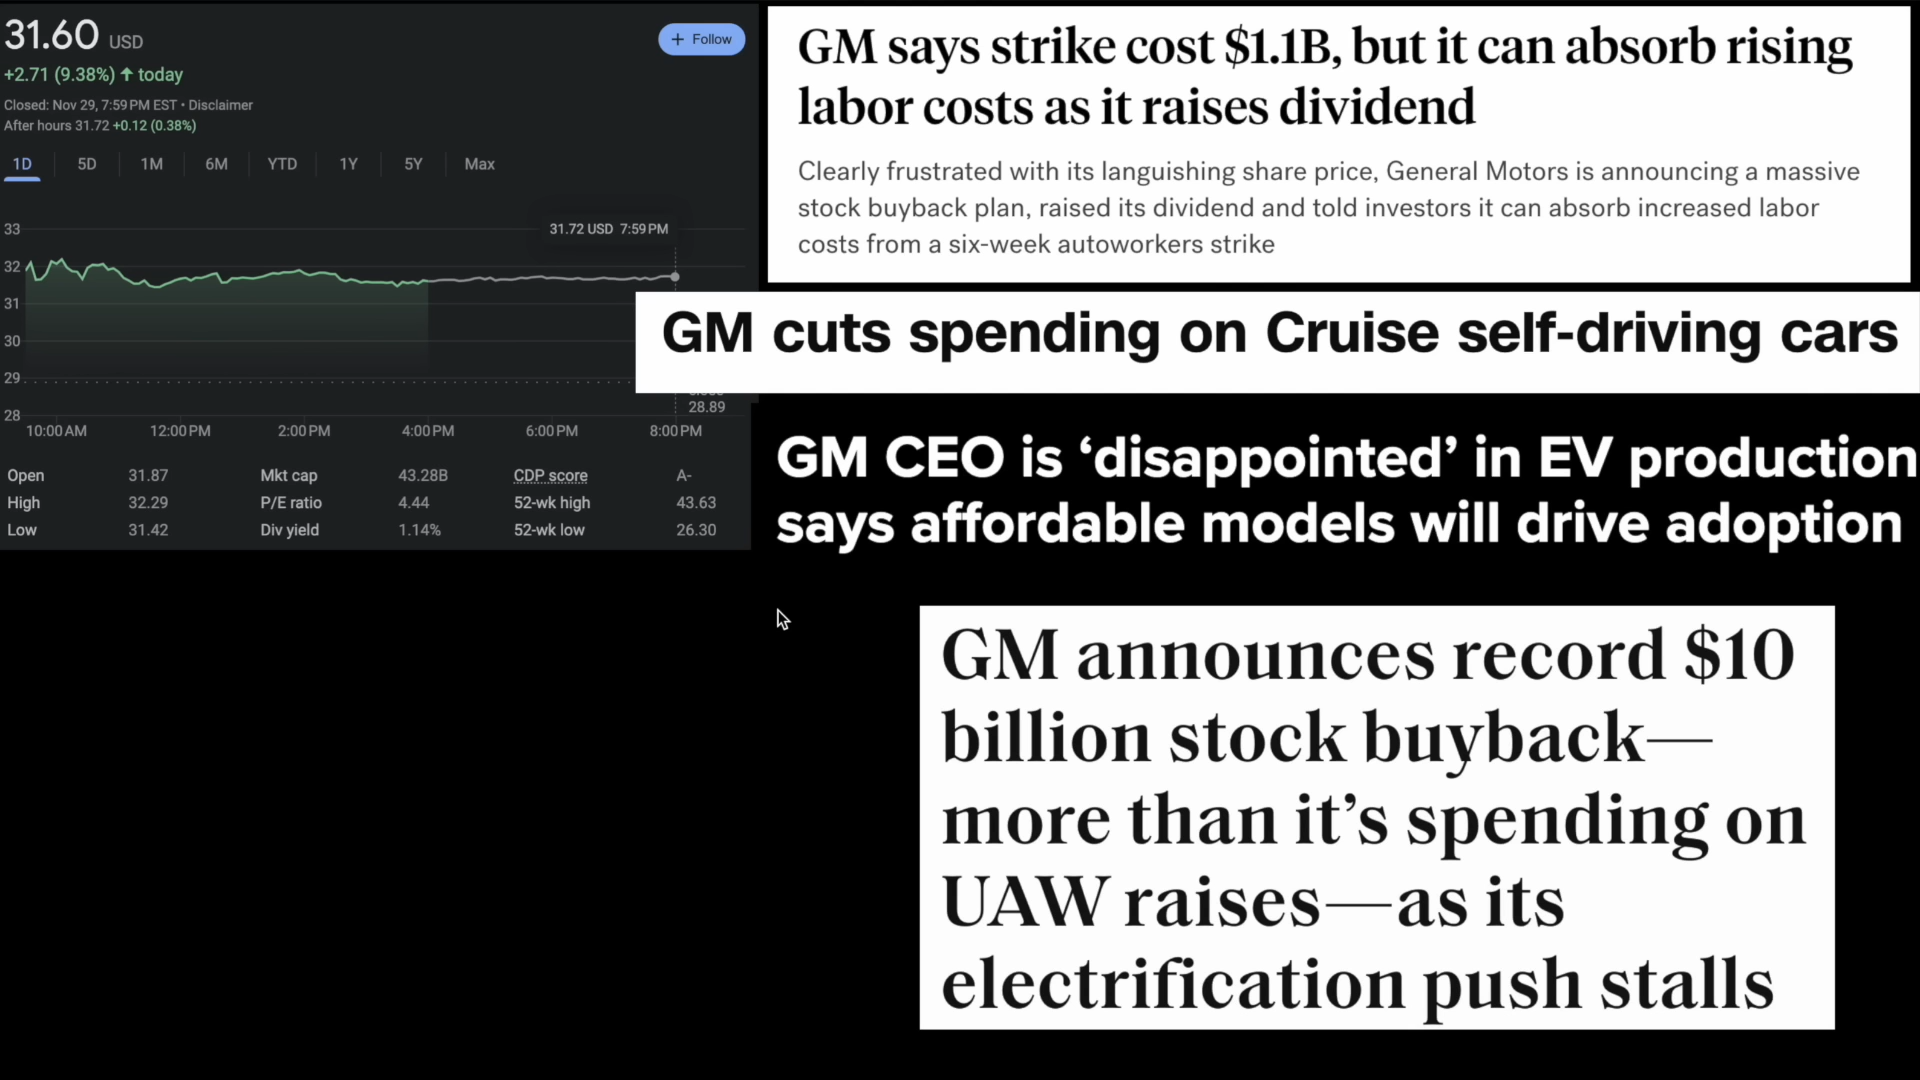 31.60 USD
+ Follow
+2.71 (9.38%) ↑ today
Closed: Nov 29, 7:59 PM EST • Disclaimer
After hours 31.72 +0.12 (0.38%)
1D 5D 1M 6M YTD 1Y 5Y Max
31.72 USD 7:59 PM
33
32
31
30
29
28
28.89
10:00 AM 12:00 PM 2:00 PM 4:00 PM 6:00 PM 8:00 PM
Open 31.87 Mkt cap 43.28B CDP score A-
High 32.29 P/E ratio 4.44 52-wk high 43.63
Low 31.42 Div yield 1.14% 52-wk low 26.30
GM says strike cost $1.1B, but it can absorb rising
labor costs as it raises dividend
Clearly frustrated with its languishing share price, General Motors is announcing a massive
stock buyback plan, raised its dividend and told investors it can absorb increased labor
costs from a six-week autoworkers strike
GM cuts spending on Cruise self-driving cars
GM CEO is ‘disappointed’ in EV production
says affordable models will drive adoption
GM announces record $10
billion stock buyback—
more than it’s spending on
UAW raises—as its
electrification push stalls